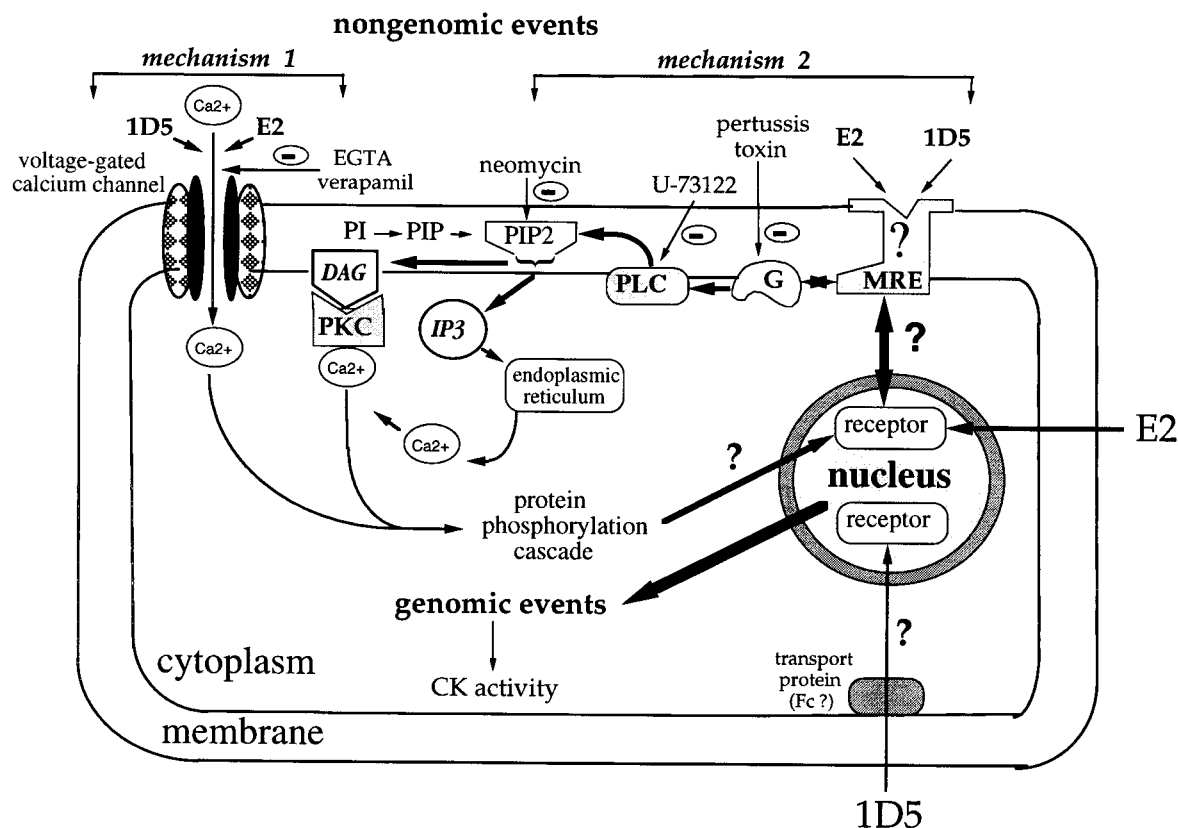 nongenomic events
mechanism 1
mechanism 2
Ca2+
1D5
E2
voltage-gated
calcium channel
-
EGTA
verapamil
neomycin
-
pertussis
toxin
U-73122
E2
1D5
PI
PIP
PIP2
-
-
?
DAG
PLC
G
MRE
PKC
IP3
?
Ca2+
Ca2+
endoplasmic
reticulum
Ca2+
receptor
E2
?
nucleus
protein
phosphorylation
cascade
receptor
genomic events
?
cytoplasm
CK activity
transport
protein
(Fc ?)
membrane
1D5